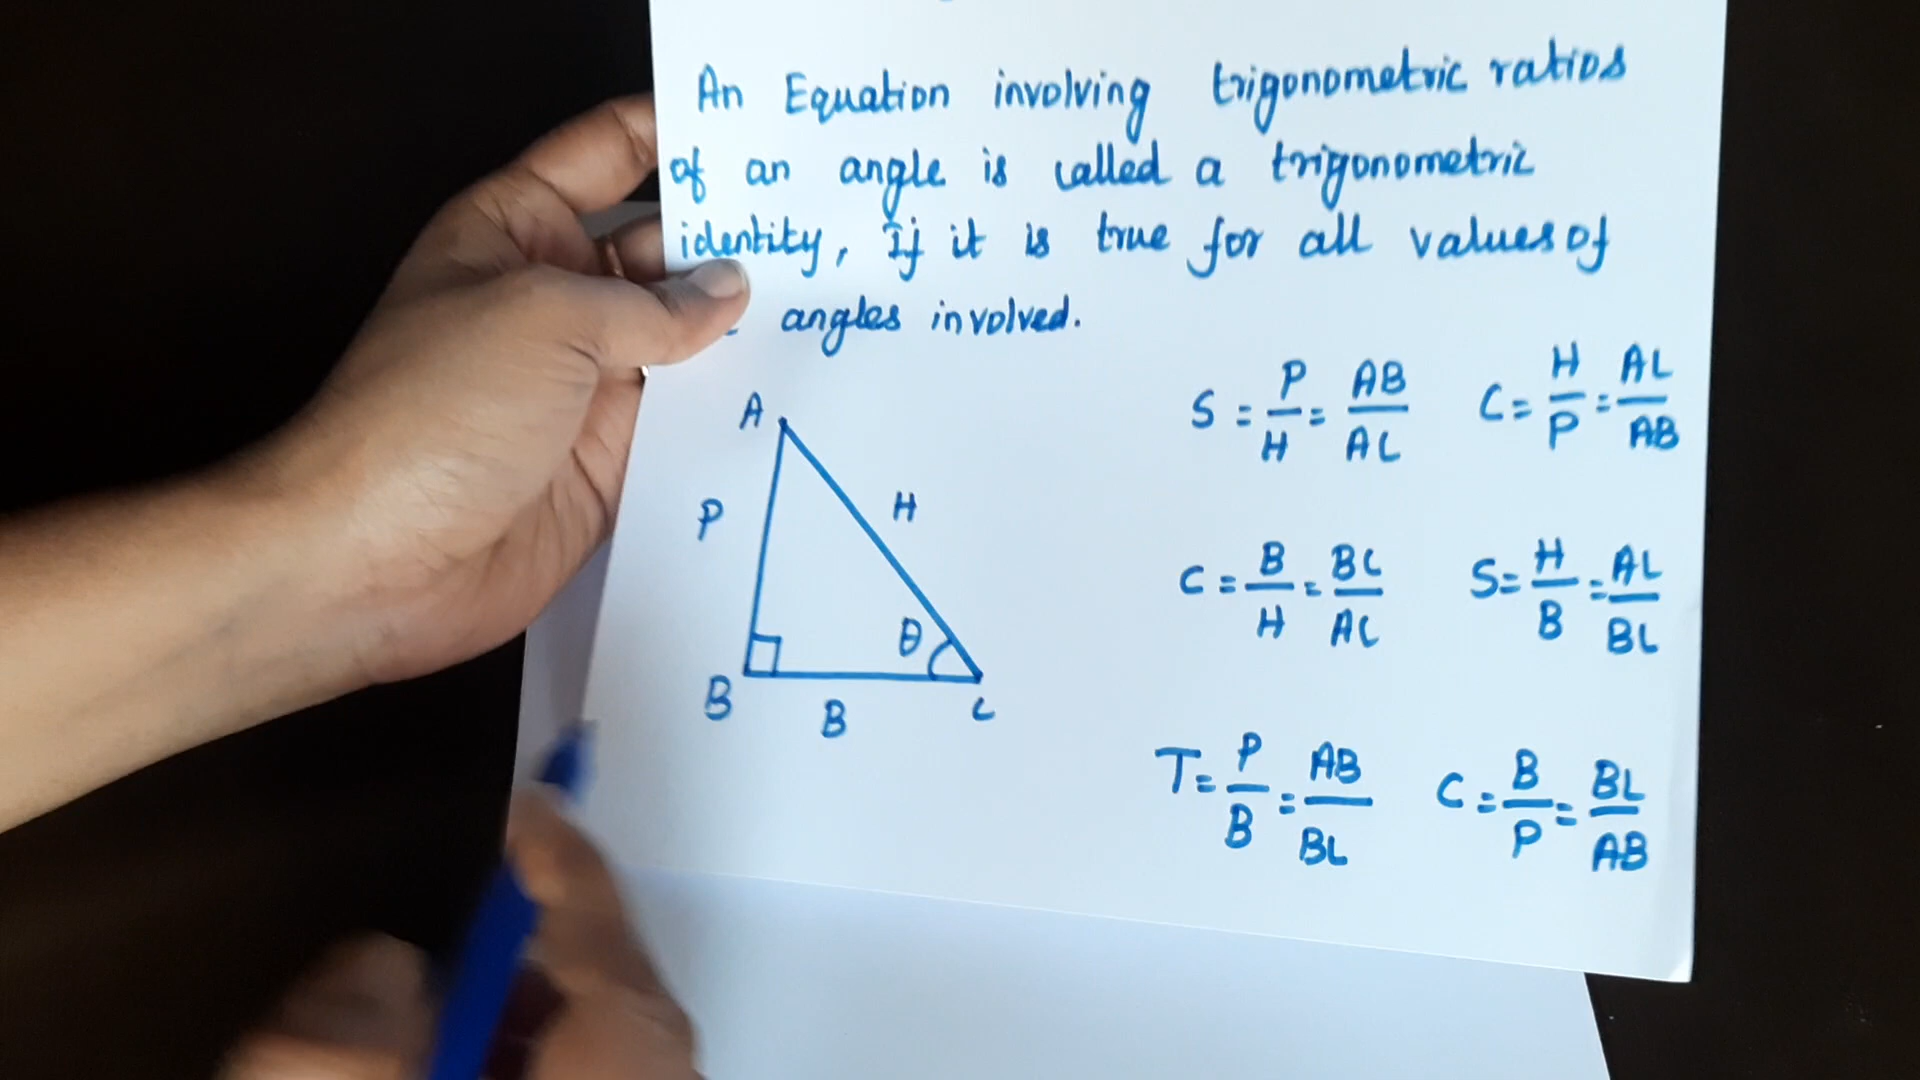 An Equation involving trigonometric ratios
of an angle is called a trigonometric
identity, If it is true for all values of
angles involved.
A
P
H
θ
B
B
C
S = P/H = AB/AC
C = H/P = AC/AB
C = B/H = BC/AC
S = H/B = AC/BC
T = P/B = AB/BC
C = B/P = BC/AB